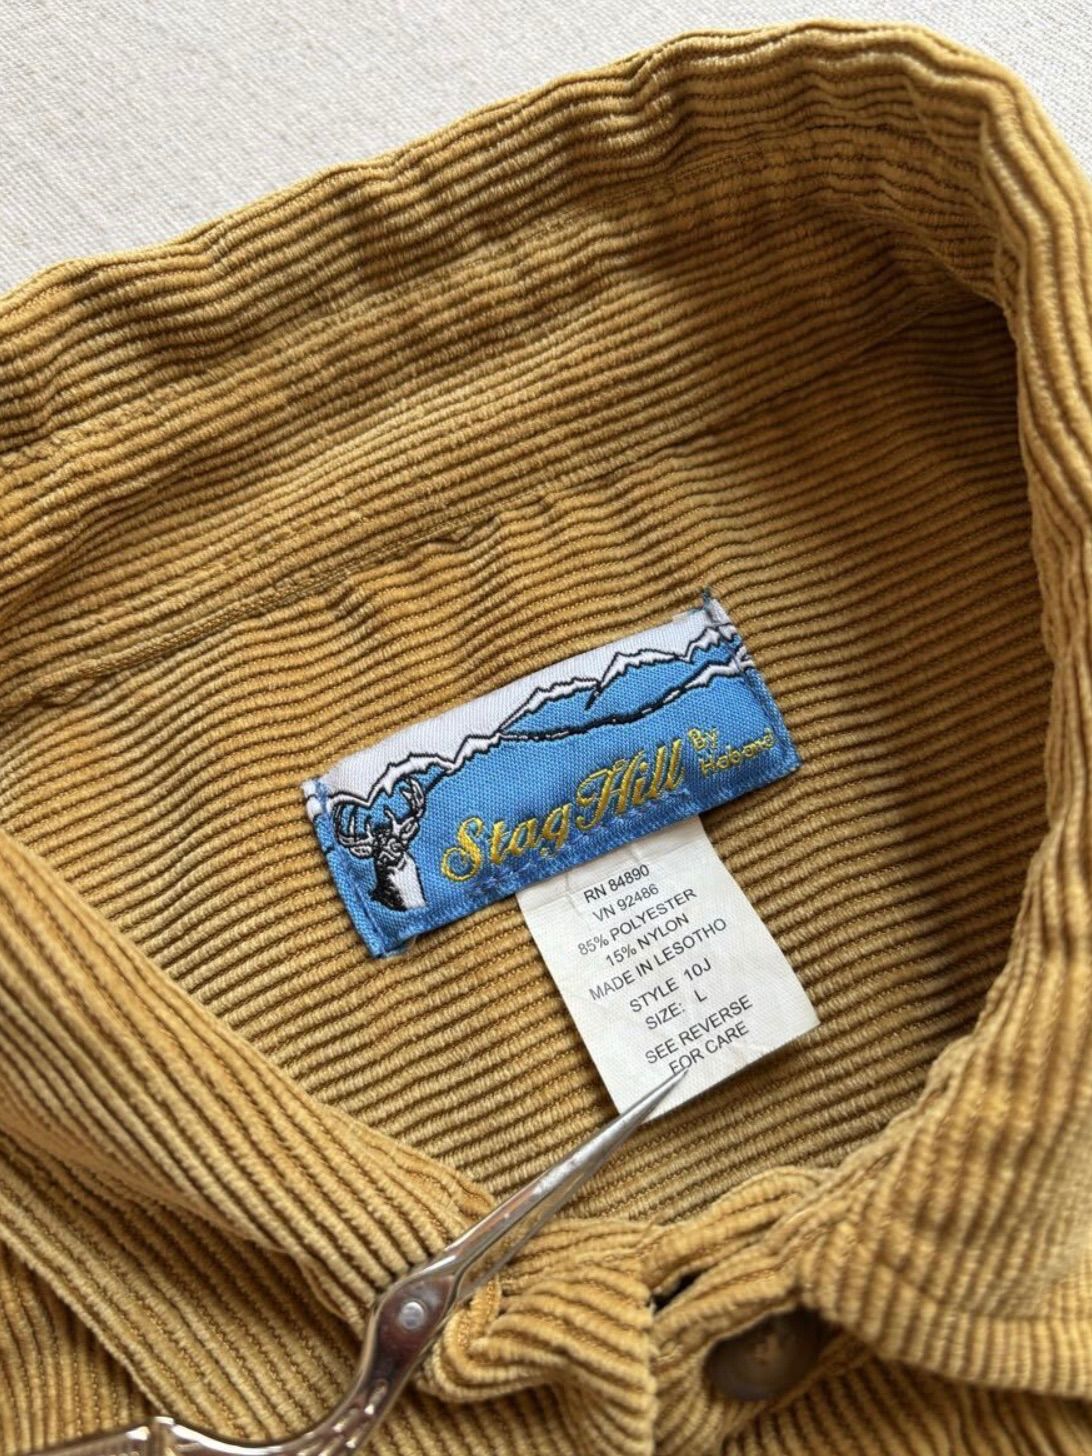 Stag Hill By
Haband
RN 84890
VN 92486
85% POLYESTER
15% NYLON
MADE IN LESOTHO
STYLE 10J
SIZE: L
SEE REVERSE
FOR CARE